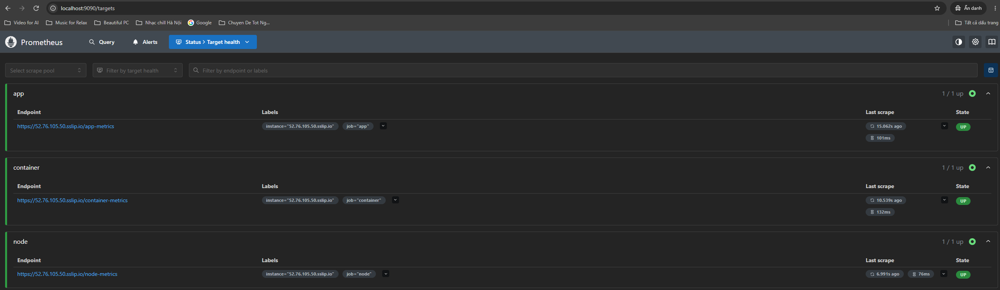 localhost:9090/targets
Ẩn danh
Video for AI
Music for Relax
Beautiful PC
Nhạc chill Hà Nội
Google
Chuyen De Tot Ng...
Tất cả dấu trang
Prometheus
Query
Alerts
Status > Target health
Select scrape pool
Filter by target health
Filter by endpoint or labels
app
1 / 1 up
Endpoint Labels Last scrape State
https://52.76.105.50.sslip.io/app-metrics
instance="52.76.105.50.sslip.io" job="app"
15.062s ago
UP
101ms
container
1 / 1 up
Endpoint Labels Last scrape State
https://52.76.105.50.sslip.io/container-metrics
instance="52.76.105.50.sslip.io" job="container"
10.539s ago
UP
132ms
node
1 / 1 up
Endpoint Labels Last scrape State
https://52.76.105.50.sslip.io/node-metrics
instance="52.76.105.50.sslip.io" job="node"
6.991s ago 76ms
UP